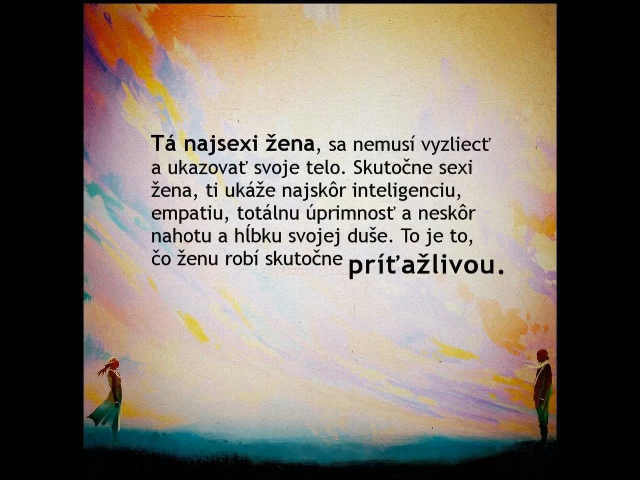 Tá najsexi žena, sa nemusí vyzliecť
a ukazovať svoje telo. Skutočne sexi
žena, ti ukáže najskôr inteligenciu,
empatiu, totálnu úprimnosť a neskôr
nahotu a hĺbku svojej duše. To je to,
čo ženu robí skutočne príťažlivou.